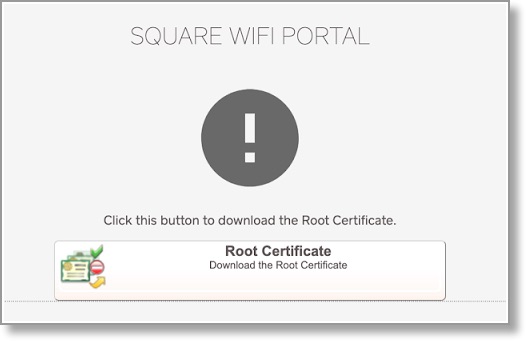 SQUARE WIFI PORTAL
!
Click this button to download the Root Certificate.
Root Certificate
Download the Root Certificate